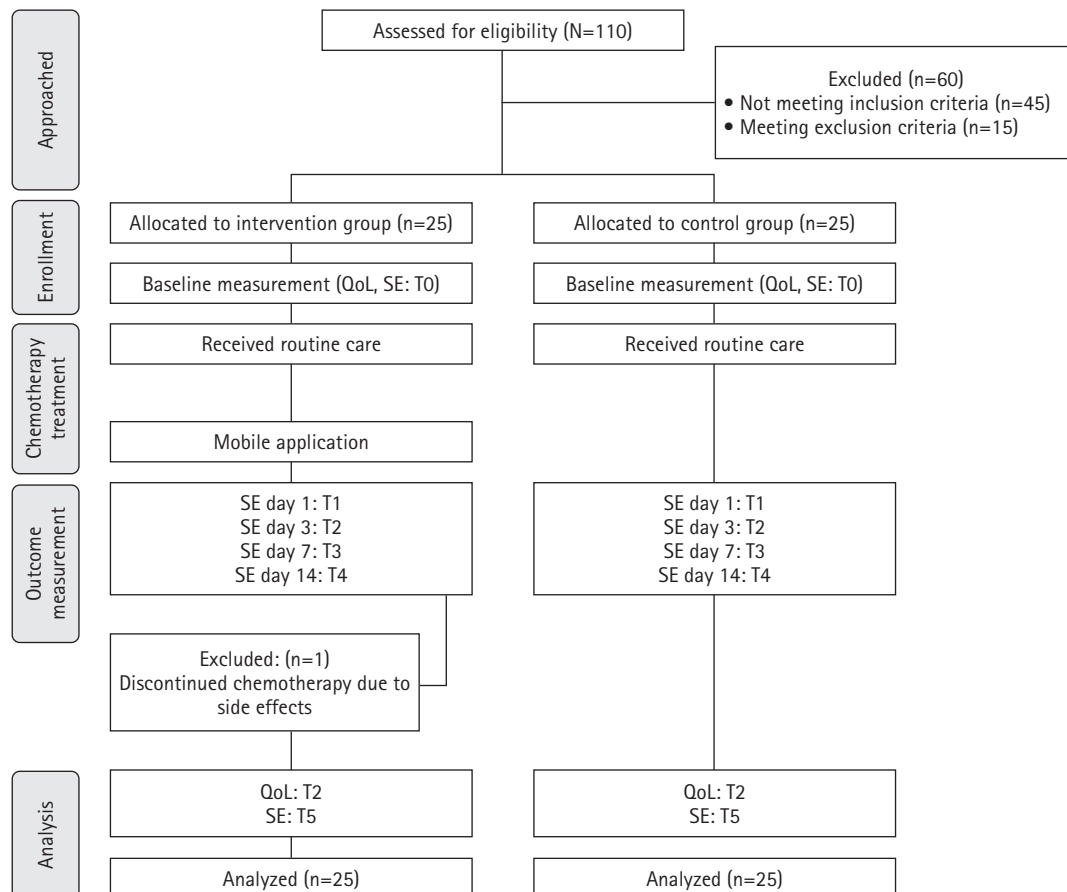 Approached
Assessed for eligibility (N=110)
Excluded (n=60)
• Not meeting inclusion criteria (n=45)
• Meeting exclusion criteria (n=15)
Enrollment
Allocated to intervention group (n=25)
Allocated to control group (n=25)
Baseline measurement (QoL, SE: T0)
Baseline measurement (QoL, SE: T0)
Chemotherapy
treatment
Received routine care
Received routine care
Mobile application
Outcome
measurement
SE day 1: T1
SE day 3: T2
SE day 7: T3
SE day 14: T4
SE day 1: T1
SE day 3: T2
SE day 7: T3
SE day 14: T4
Excluded: (n=1)
Discontinued chemotherapy due to
side effects
Analysis
QoL: T2
SE: T5
QoL: T2
SE: T5
Analyzed (n=25)
Analyzed (n=25)